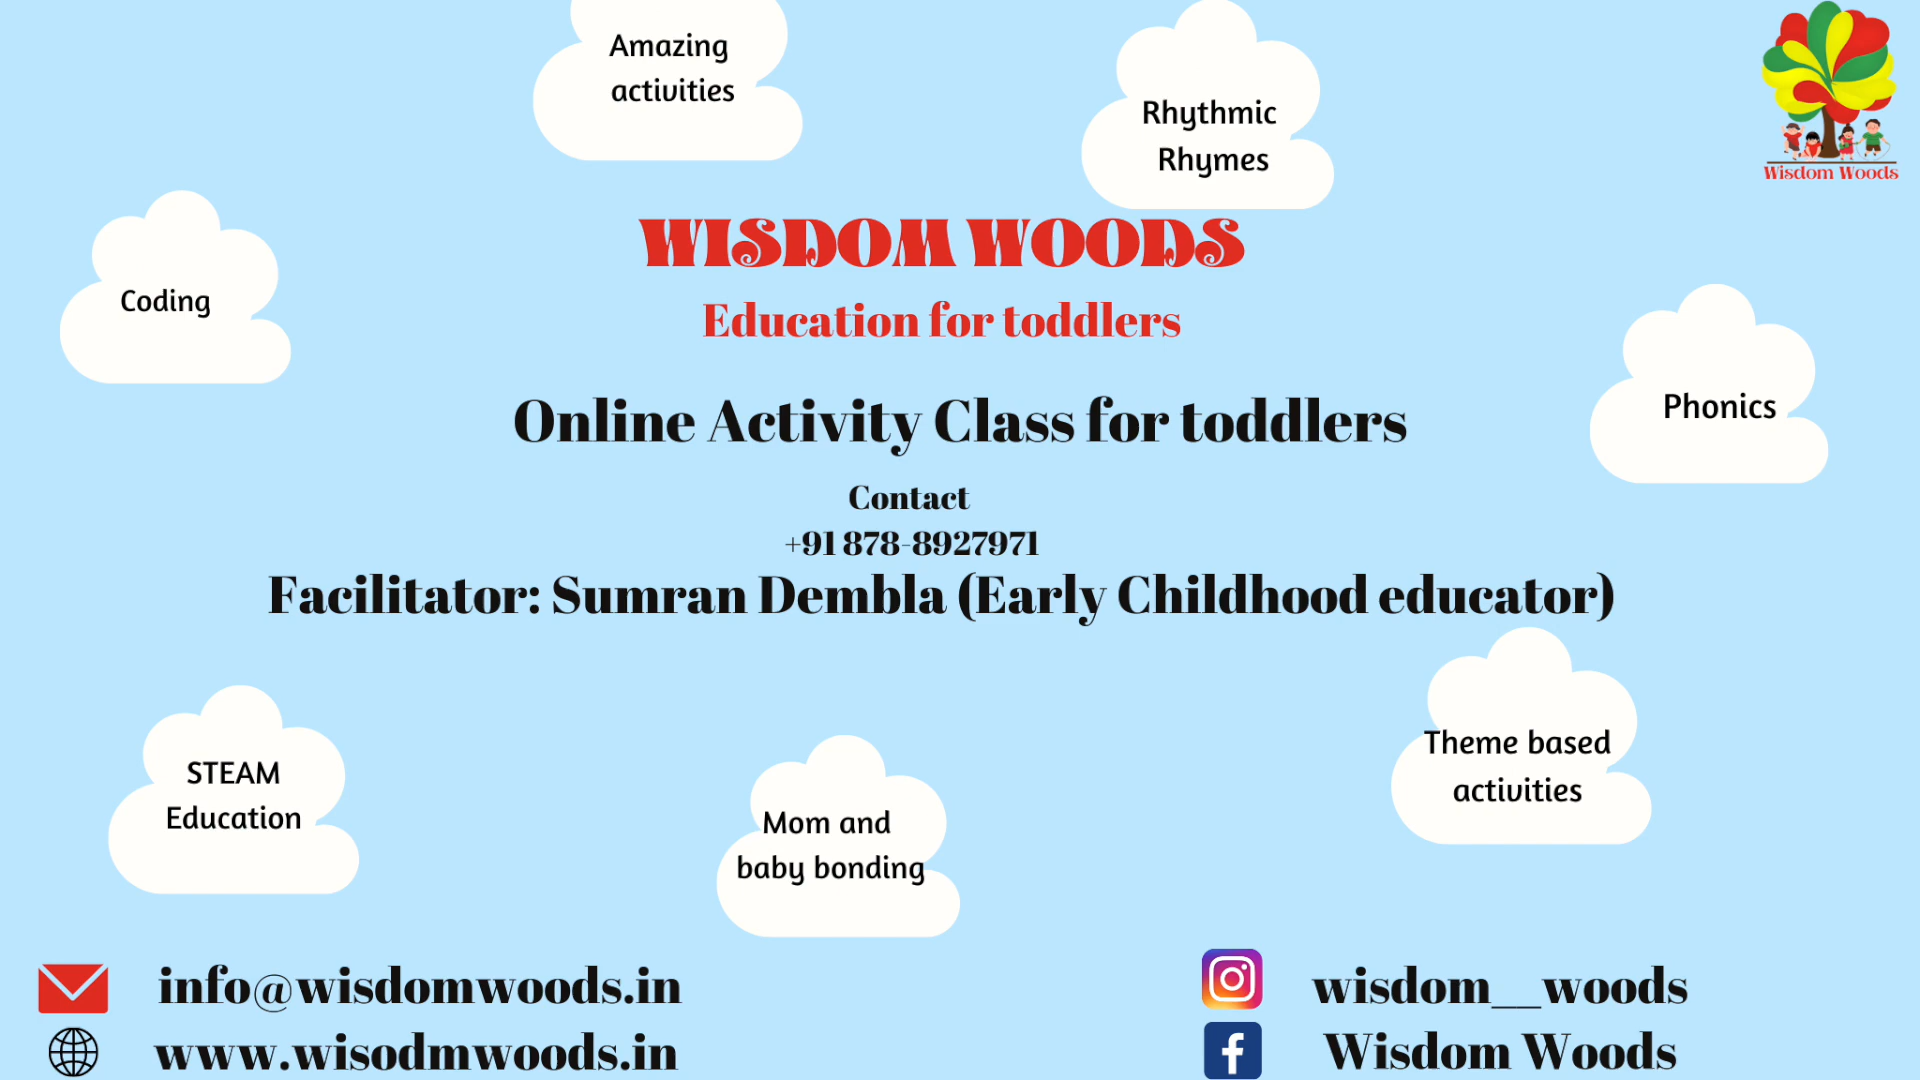 Amazing
activities
Rhythmic
Rhymes
Wisdom Woods
WISDOM WOODS
Coding
Education for toddlers
Phonics
Online Activity Class for toddlers
Contact
+91 878-8927971
Facilitator: Sumran Dembla (Early Childhood educator)
STEAM
Education
Mom and
baby bonding
Theme based
activities
info@wisdomwoods.in
wisdom__woods
www.wisodmwoods.in
Wisdom Woods